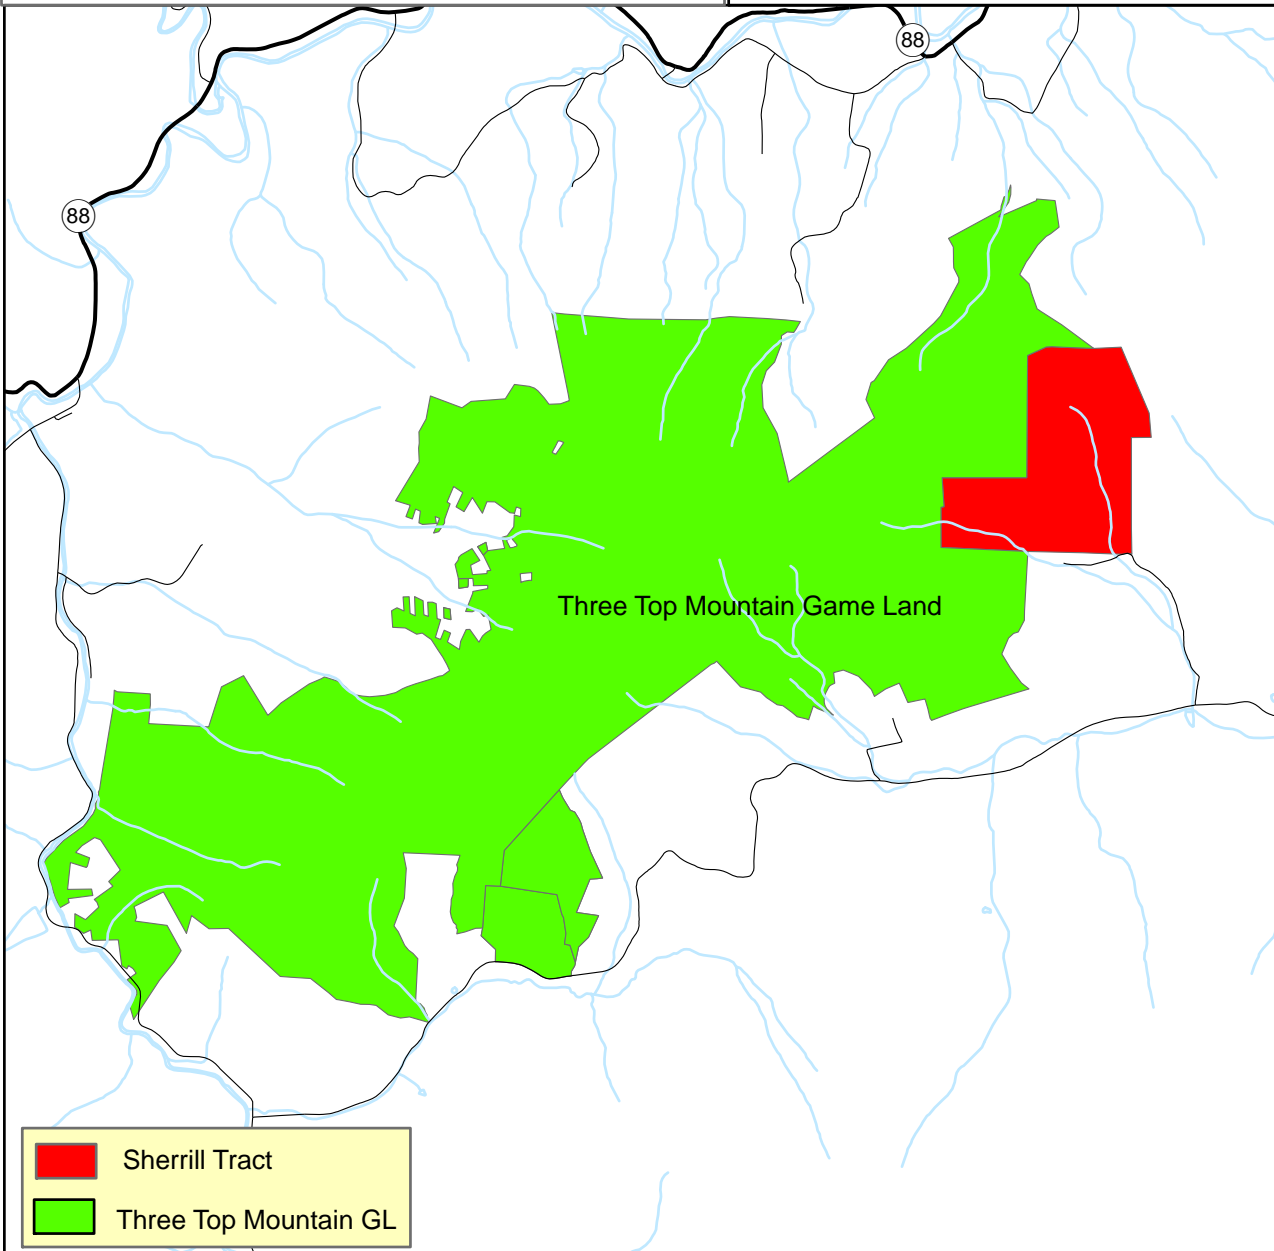 88
88
Three Top Mountain Game Land
Sherrill Tract
Three Top Mountain GL